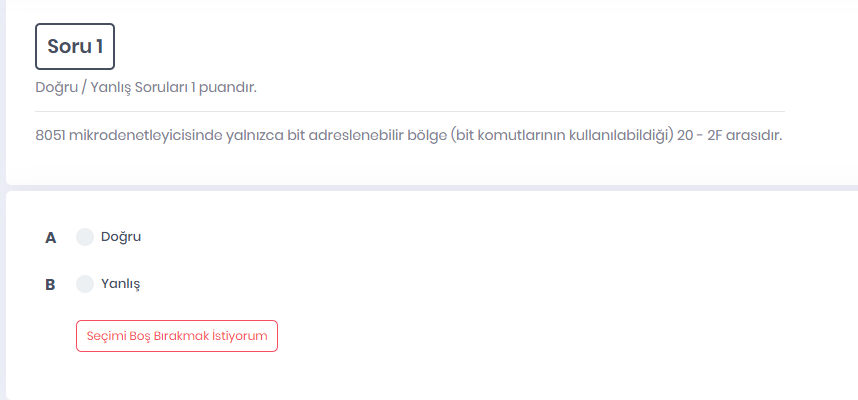 Soru 1
Doğru / Yanlış Soruları 1 puandır.
8051 mikrodenetleyicisinde yalnızca bit adreslenebilir bölge (bit komutlarının kullanılabildiği) 20 - 2F arasıdır.
A Doğru
B Yanlış
Seçimi Boş Bırakmak İstiyorum